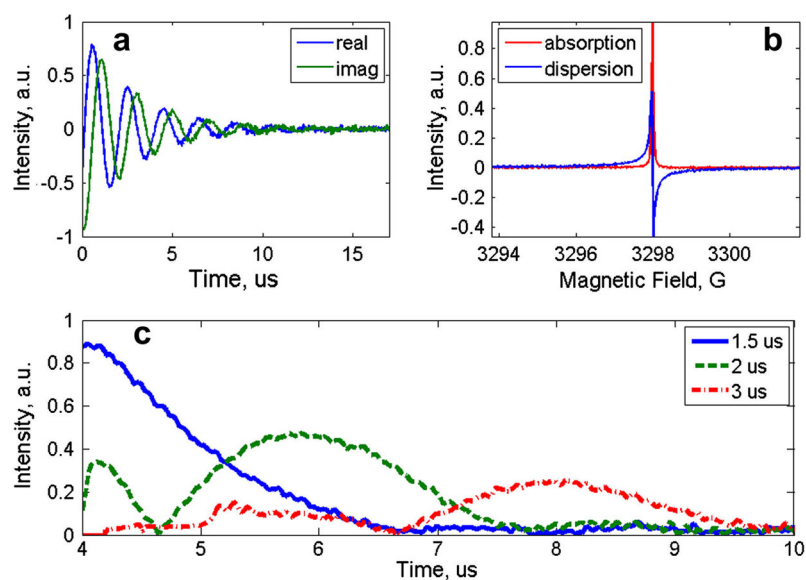 a
real
imag
Intensity, a.u.
1
0.5
0
-0.5
-1
0
5
10
15
Time, us
b
absorption
dispersion
Intensity, a.u.
0.8
0.6
0.4
0.2
0
-0.2
-0.4
3294
3296
3298
3300
Magnetic Field, G
c
1.5 us
2 us
3 us
Intensity, a.u.
1
0.8
0.6
0.4
0.2
0
4
5
6
7
8
9
10
Time, us